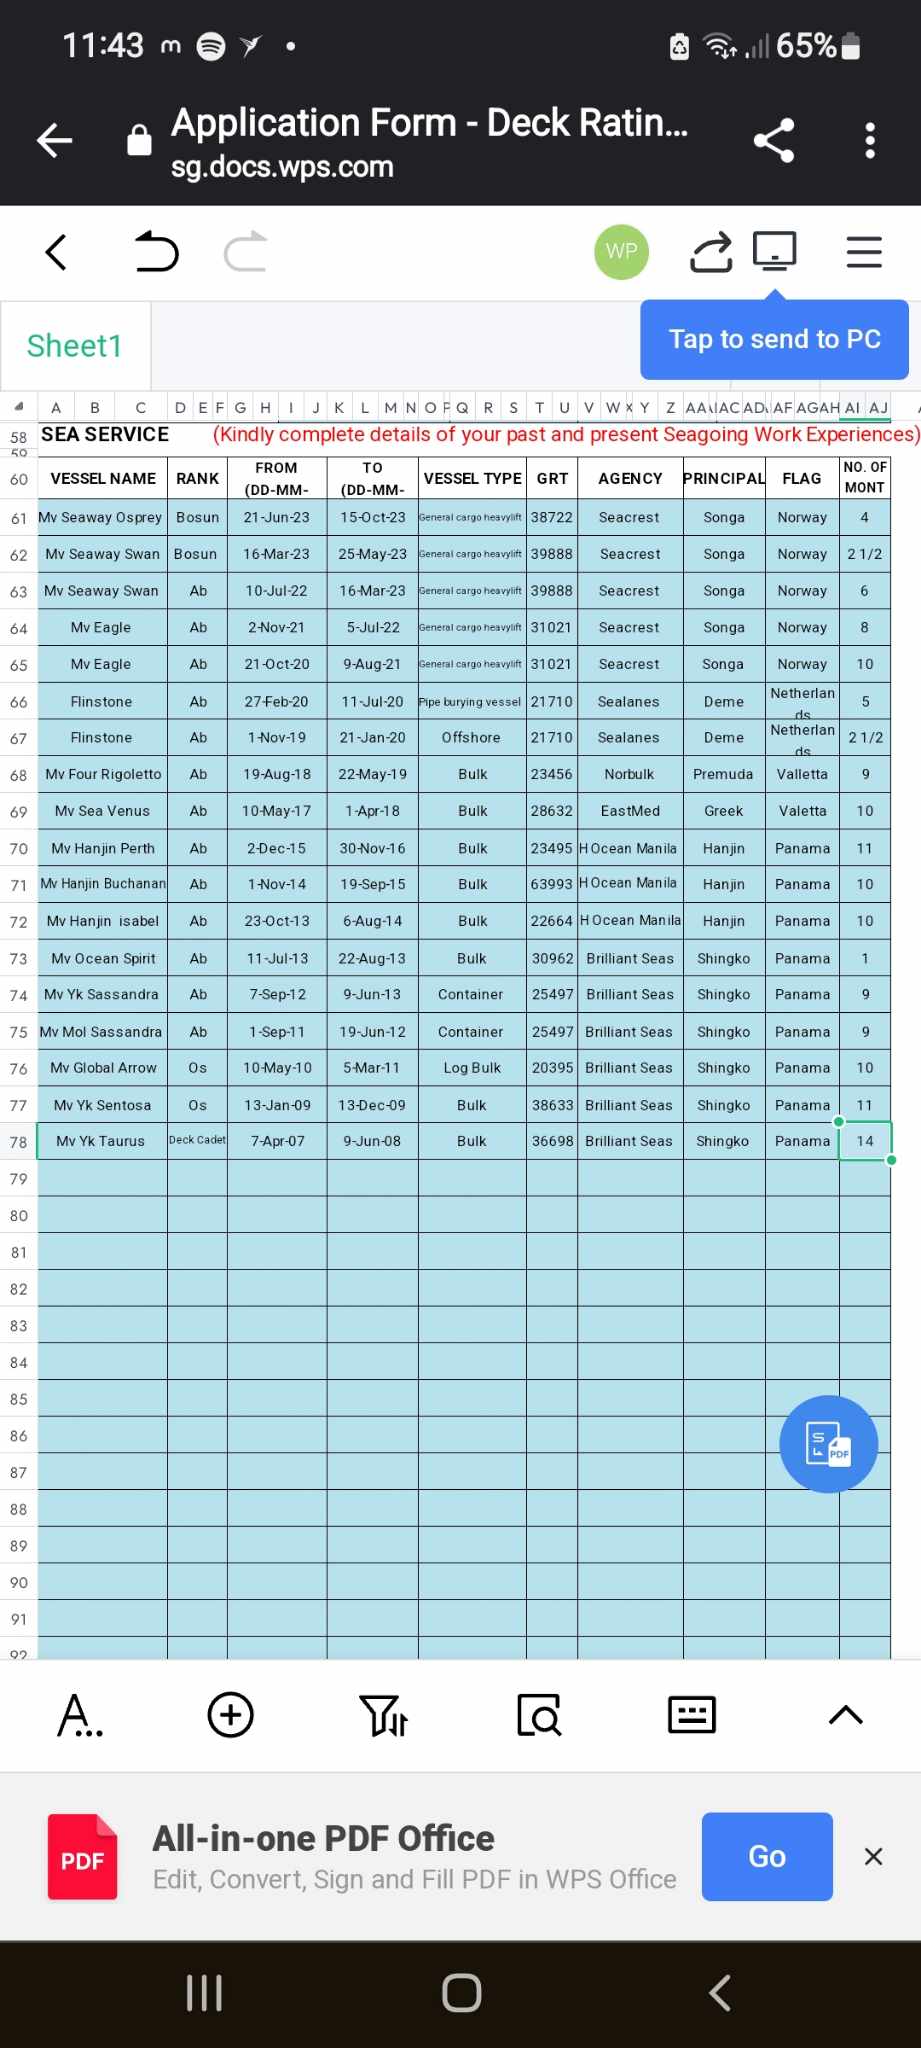 11:43 m 65%
Application Form - Deck Ratin...
sg.docs.wps.com
WP
Sheet1
Tap to send to PC
A B C D E F G H I J K L M N O P Q R S T U V W X Y Z AA AC AD AF AG AH AI AJ
58 SEA SERVICE (Kindly complete details of your past and present Seagoing Work Experiences)
59
60 VESSEL NAME RANK FROM (DD-MM- TO (DD-MM- VESSEL TYPE GRT AGENCY PRINCIPAL FLAG NO. OF MONT
61 Mv Seaway Osprey Bosun 21-Jun-23 15-Oct-23 General cargo heavylift 38722 Seacrest Songa Norway 4
62 Mv Seaway Swan Bosun 16-Mar-23 25-May-23 General cargo heavylift 39888 Seacrest Songa Norway 2 1/2
63 Mv Seaway Swan Ab 10-Jul-22 16-Mar-23 General cargo heavylift 39888 Seacrest Songa Norway 6
64 Mv Eagle Ab 2-Nov-21 5-Jul-22 General cargo heavylift 31021 Seacrest Songa Norway 8
65 Mv Eagle Ab 21-Oct-20 9-Aug-21 General cargo heavylift 31021 Seacrest Songa Norway 10
66 Flinstone Ab 27-Feb-20 11-Jul-20 Pipe burying vessel 21710 Sealanes Deme Netherlan ds 5
67 Flinstone Ab 1-Nov-19 21-Jan-20 Offshore 21710 Sealanes Deme Netherlan ds 2 1/2
68 Mv Four Rigoletto Ab 19-Aug-18 22-May-19 Bulk 23456 Norbulk Premuda Valletta 9
69 Mv Sea Venus Ab 10-May-17 1-Apr-18 Bulk 28632 EastMed Greek Valetta 10
70 Mv Hanjin Perth Ab 2-Dec-15 30-Nov-16 Bulk 23495 H Ocean Manila Hanjin Panama 11
71 Mv Hanjin Buchanan Ab 1-Nov-14 19-Sep-15 Bulk 63993 H Ocean Manila Hanjin Panama 10
72 Mv Hanjin isabel Ab 23-Oct-13 6-Aug-14 Bulk 22664 H Ocean Manila Hanjin Panama 10
73 Mv Ocean Spirit Ab 11-Jul-13 22-Aug-13 Bulk 30962 Brilliant Seas Shingko Panama 1
74 Mv Yk Sassandra Ab 7-Sep-12 9-Jun-13 Container 25497 Brilliant Seas Shingko Panama 9
75 Mv Mol Sassandra Ab 1-Sep-11 19-Jun-12 Container 25497 Brilliant Seas Shingko Panama 9
76 Mv Global Arrow Os 10-May-10 5-Mar-11 Log Bulk 20395 Brilliant Seas Shingko Panama 10
77 Mv Yk Sentosa Os 13-Jan-09 13-Dec-09 Bulk 38633 Brilliant Seas Shingko Panama 11
78 Mv Yk Taurus Deck Cadet 7-Apr-07 9-Jun-08 Bulk 36698 Brilliant Seas Shingko Panama 14
79
80
81
82
83
84
85
86
87
88
89
90
91
92
PDF
A...
PDF
All-in-one PDF Office
Edit, Convert, Sign and Fill PDF in WPS Office
Go